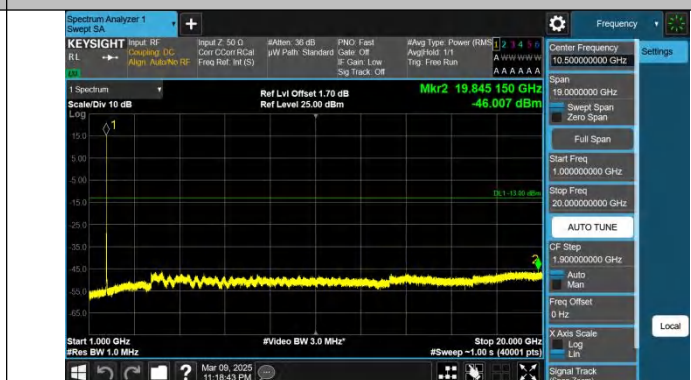 Spectrum Analyzer 1
Swept SA
Frequency
KEYSIGHT
RL
Input: RF
Coupling: DC
Align: Auto/No RF
Input Z: 50 Ω
Corr CCorr RCal
Freq Ref: Int (S)
#Atten: 36 dB
µW Path: Standard
PNO: Fast
Gate: Off
IF Gain: Low
Sig Track: Off
#Avg Type: Power (RMS
Avg|Hold: 1/1
Trig: Free Run
1 2 3 4 5 6
A W W W W W
A A A A A A
1 Spectrum
Scale/Div 10 dB
Log
Ref Lvl Offset 1.70 dB
Ref Level 25.00 dBm
Mkr2 19.845 150 GHz
-46.007 dBm
1
15.0
5.00
-5.00
-15.0
-25.0
-35.0
-45.0
-55.0
-65.0
DL1 -13.00 dBm
2
Start 1.000 GHz
#Res BW 1.0 MHz
#Video BW 3.0 MHz*
Stop 20.000 GHz
#Sweep ~1.00 s (40001 pts)
Mar 09, 2025
11:18:43 PM
Center Frequency
10.500000000 GHz
Settings
Span
19.0000000 GHz
Swept Span
Zero Span
Full Span
Start Freq
1.000000000 GHz
Stop Freq
20.000000000 GHz
AUTO TUNE
CF Step
1.900000000 GHz
Auto
Man
Freq Offset
0 Hz
X Axis Scale
Log
Lin
Local
Signal Track